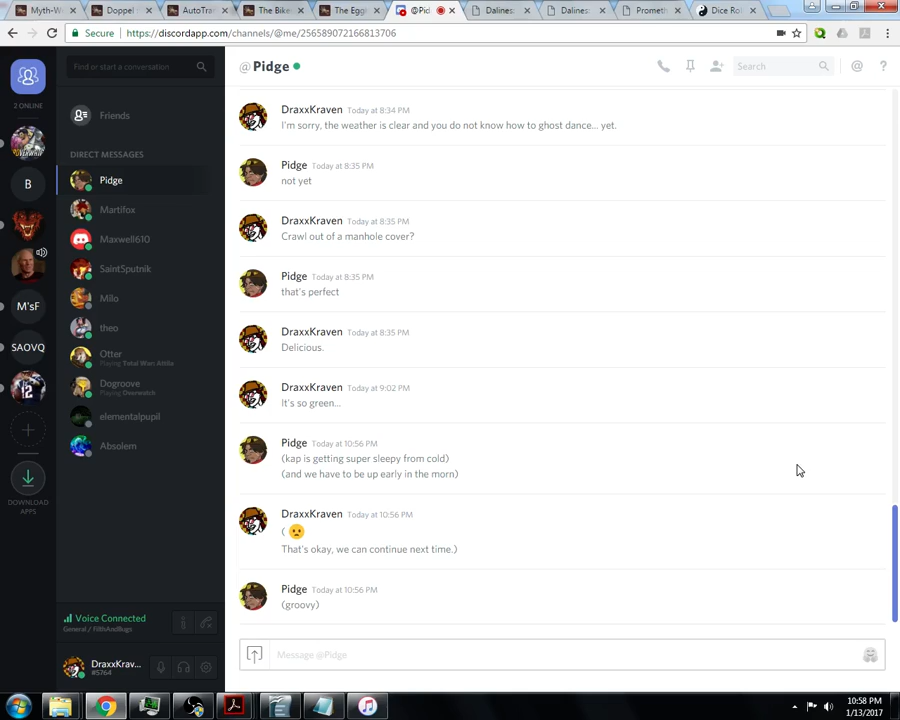 Myth-W
Doppel
AutoTra
The Bike
The Egg
@Pid
Daliness
Daliness
Prometh
Dice Rol
Secure
https://discordapp.com/channels/@me/256589072166813706
Find or start a conversation
@Pidge
Search
@
?
2 ONLINE
Friends
DIRECT MESSAGES
Pidge
Martifox
Maxwell610
SaintSputnik
Milo
theo
Otter
Playing Total War: Attila
Dogroove
Playing Overwatch
elementalpupil
Absolem
B
M'sF
SAOVQ
12
DOWNLOAD
APPS
DraxxKraven Today at 8:34 PM
I'm sorry, the weather is clear and you do not know how to ghost dance... yet.
Pidge Today at 8:35 PM
not yet
DraxxKraven Today at 8:35 PM
Crawl out of a manhole cover?
Pidge Today at 8:35 PM
that's perfect
DraxxKraven Today at 8:35 PM
Delicious.
DraxxKraven Today at 9:02 PM
It's so green...
Pidge Today at 10:56 PM
(kap is getting super sleepy from cold)
(and we have to be up early in the morn)
DraxxKraven Today at 10:56 PM
( 😦
That's okay, we can continue next time.)
Pidge Today at 10:56 PM
(groovy)
Message @Pidge
Voice Connected
General / FilthAndBugs
DraxxKrav...
#5764
10:58 PM
1/13/2017